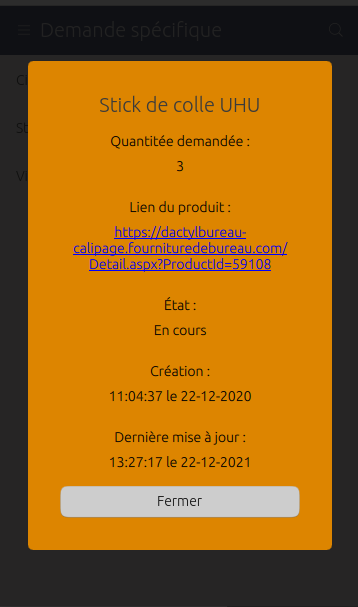 Demande spécifique
Stick de colle UHU
Quantitée demandée :
3
Lien du produit :
https://dactylbureau-
calipage.fournituredebureau.com/
Detail.aspx?ProductId=59108
État :
En cours
Création :
11:04:37 le 22-12-2020
Dernière mise à jour :
13:27:17 le 22-12-2021
Fermer